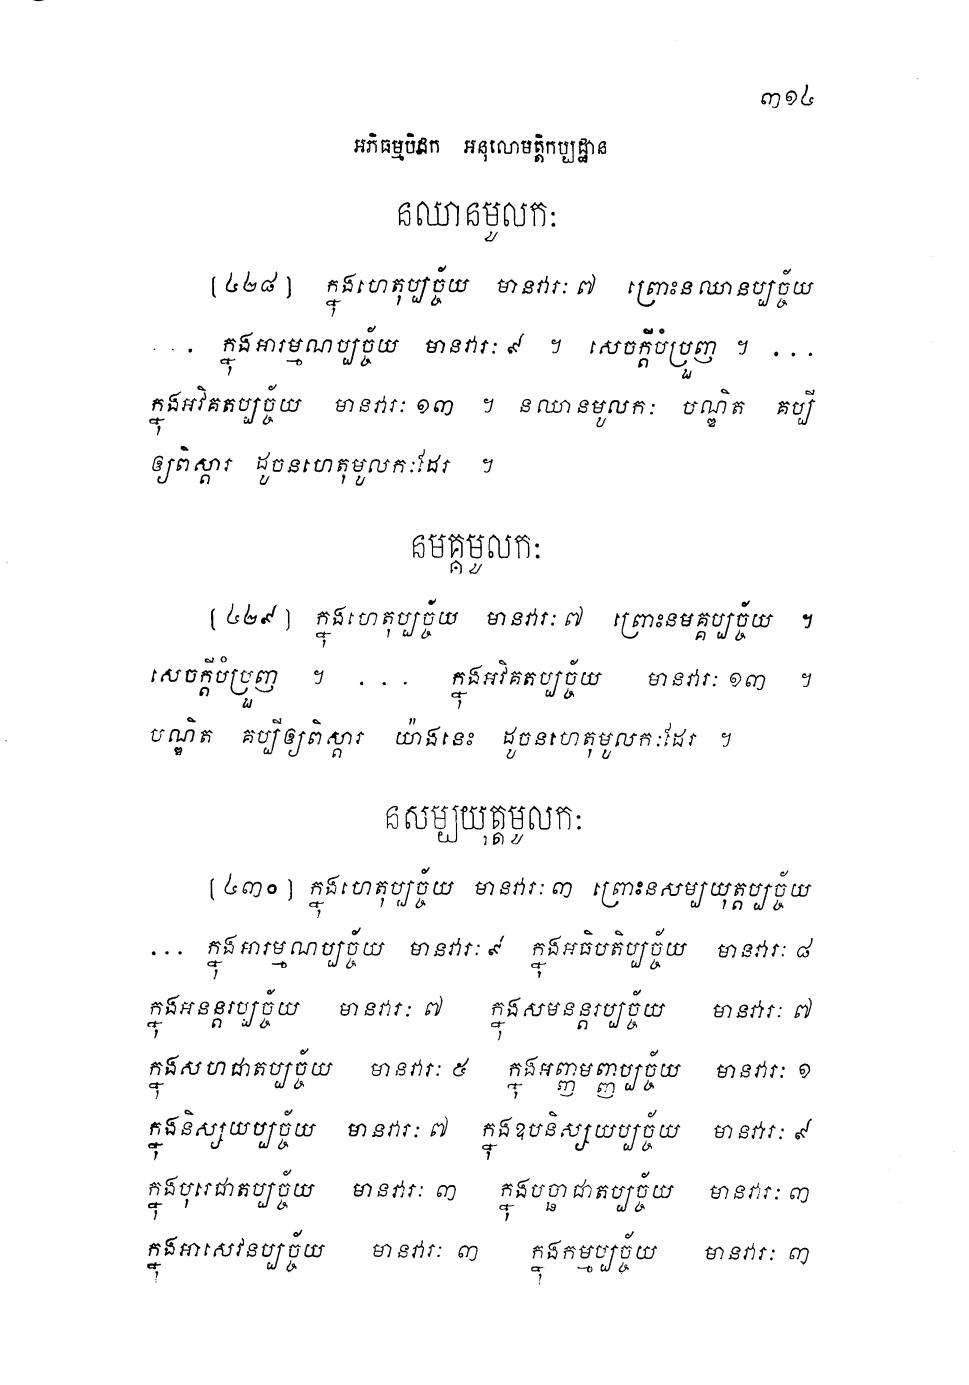 ៣១៤
អភិធម្មបិដក អនុលោមត្តិកប្បដ្ឋាន
នឈានមូលកៈ
[៤២៨] ក្នុងហេតុប្បច្ច័យ មានវារៈ ៧ ព្រោះនឈានប្បច្ច័យ
... ក្នុងអារម្មណប្បច្ច័យ មានវារៈ ៩ ។ សេចក្តីបំប្រួញ ។ ...
ក្នុងអវិគតប្បច្ច័យ មានវារៈ ១៣ ។ នឈានមូលកៈ បណ្ឌិត គប្បី
ឲ្យពិស្តារ ដូចនហេតុមូលកៈដែរ ។
នមគ្គមូលកៈ
[៤២៩] ក្នុងហេតុប្បច្ច័យ មានវារៈ ៧ ព្រោះនមគ្គប្បច្ច័យ ។
សេចក្តីបំប្រួញ ។ ... ក្នុងអវិគតប្បច្ច័យ មានវារៈ ១៣ ។
បណ្ឌិត គប្បីឲ្យពិស្តារ យ៉ាងនេះ ដូចនហេតុមូលកៈដែរ ។
នសម្បយុត្តមូលកៈ
[៤៣០] ក្នុងហេតុប្បច្ច័យ មានវារៈ ៣ ព្រោះនសម្បយុត្តប្បច្ច័យ
... ក្នុងអារម្មណប្បច្ច័យ មានវារៈ ៩ ក្នុងអធិបតិប្បច្ច័យ មានវារៈ ៨
ក្នុងអនន្តរប្បច្ច័យ មានវារៈ ៧ ក្នុងសមនន្តរប្បច្ច័យ មានវារៈ ៧
ក្នុងសហជាតប្បច្ច័យ មានវារៈ ៥ ក្នុងអញ្ញមញ្ញប្បច្ច័យ មានវារៈ ១
ក្នុងនិស្សយប្បច្ច័យ មានវារៈ ៧ ក្នុងឧបនិស្សយប្បច្ច័យ មានវារៈ ៩
ក្នុងបុរេជាតប្បច្ច័យ មានវារៈ ៣ ក្នុងបច្ឆាជាតប្បច្ច័យ មានវារៈ ៣
ក្នុងអាសេវនប្បច្ច័យ មានវារៈ ៣ ក្នុងកម្មប្បច្ច័យ មានវារៈ ៣